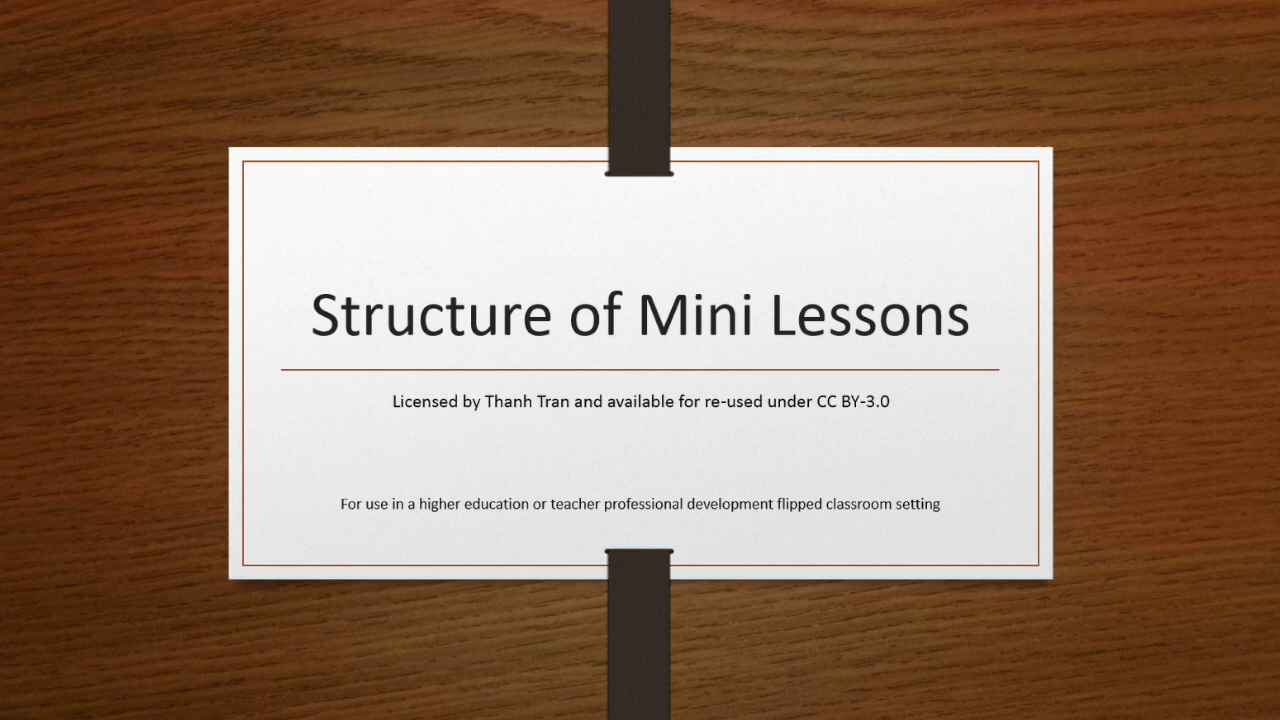 Structure of Mini Lessons
Licensed by Thanh Tran and available for re-used under CC BY-3.0
For use in a higher education or teacher professional development flipped classroom setting